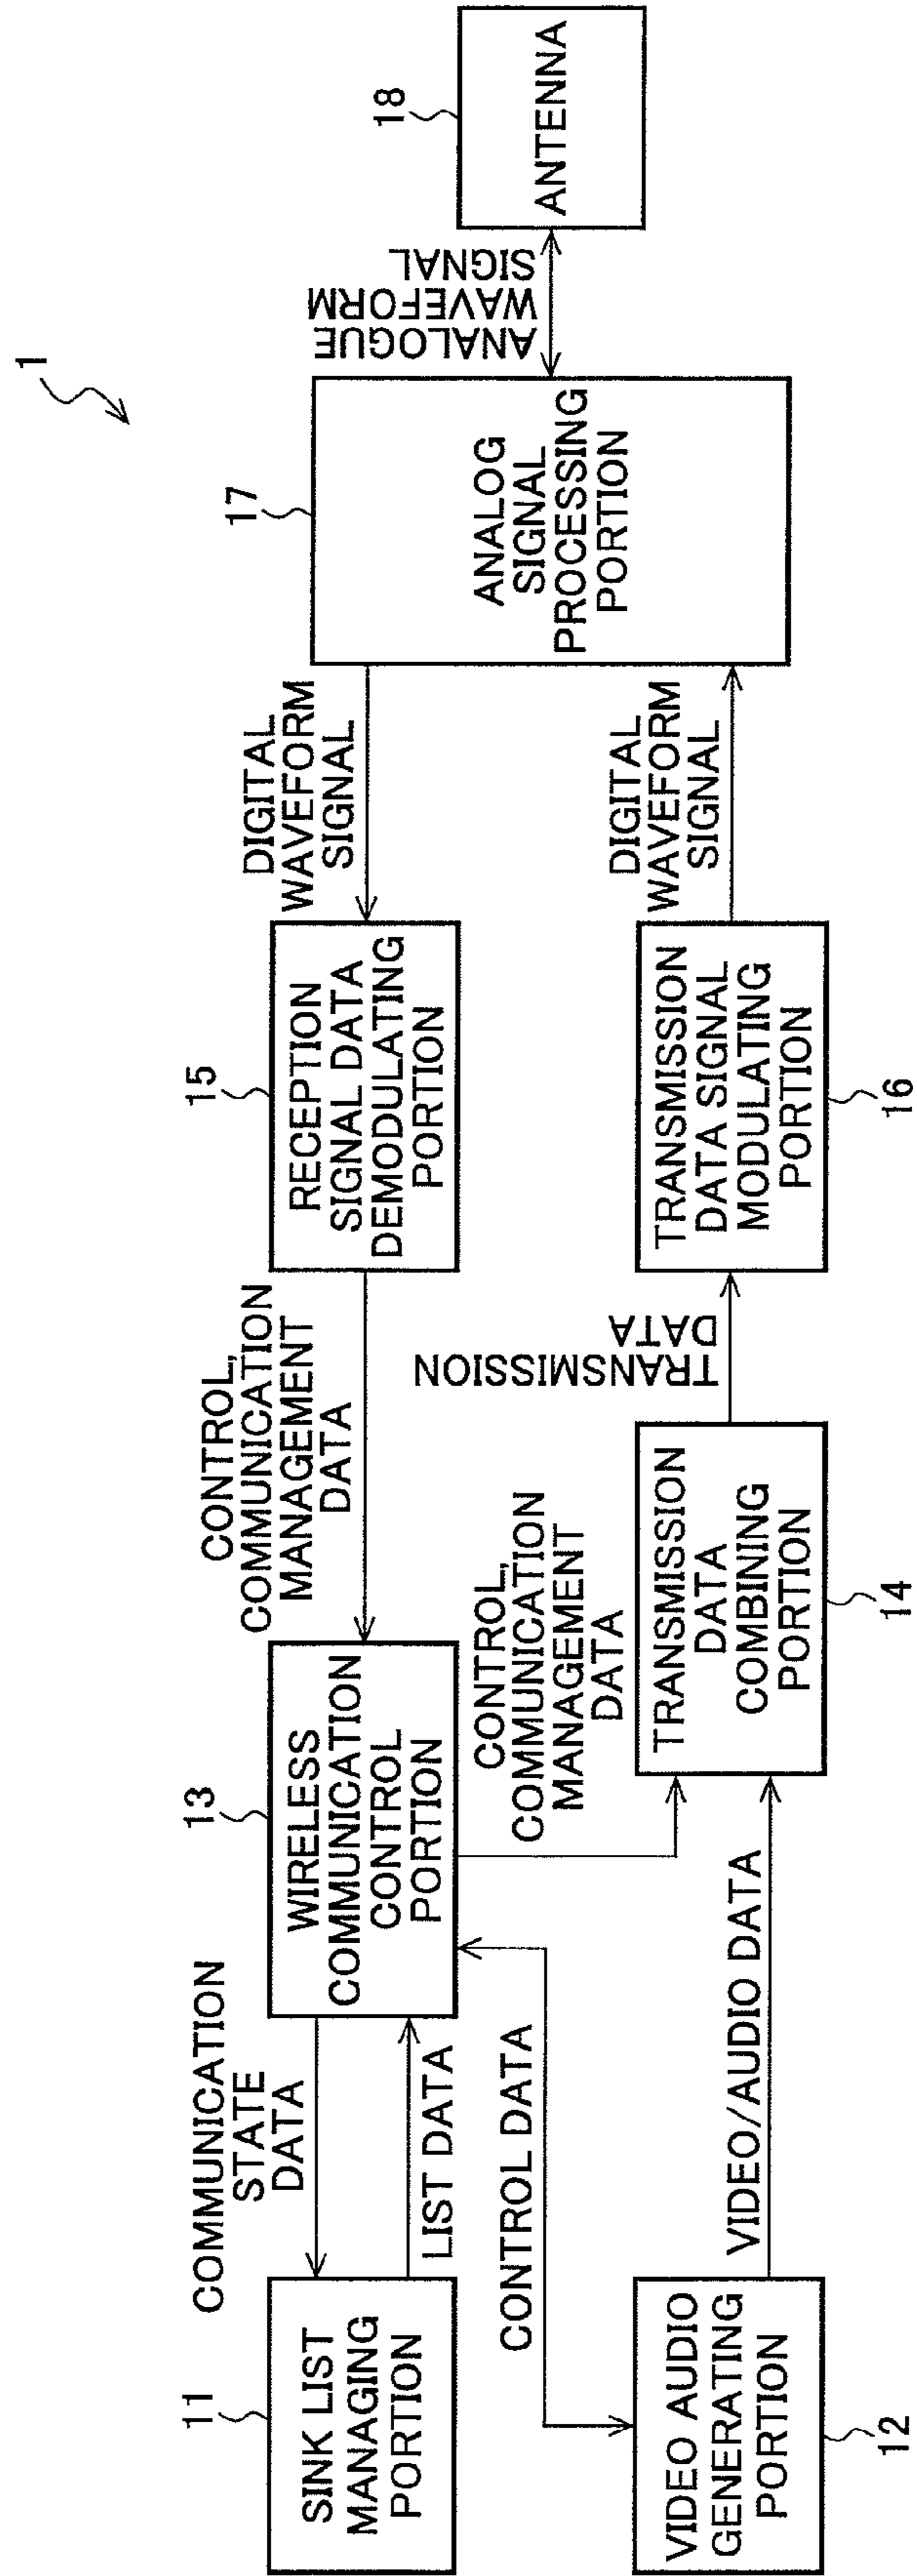 1
11
SINK LIST
MANAGING
PORTION
COMMUNICATION
STATE
DATA
LIST DATA
13
WIRELESS
COMMUNICATION
CONTROL
PORTION
CONTROL,
COMMUNICATION
MANAGEMENT
DATA
15
RECEPTION
SIGNAL DATA
DEMODULATING
PORTION
DIGITAL
WAVEFORM
SIGNAL
17
ANALOG
SIGNAL
PROCESSING
PORTION
ANALOGUE
WAVEFORM
SIGNAL
18
ANTENNA
CONTROL DATA
CONTROL,
COMMUNICATION
MANAGEMENT
DATA
VIDEO AUDIO
GENERATING
PORTION
12
VIDEO/AUDIO DATA
TRANSMISSION
DATA
COMBINING
PORTION
14
TRANSMISSION
DATA
TRANSMISSION
DATA SIGNAL
MODULATING
PORTION
16
DIGITAL
WAVEFORM
SIGNAL